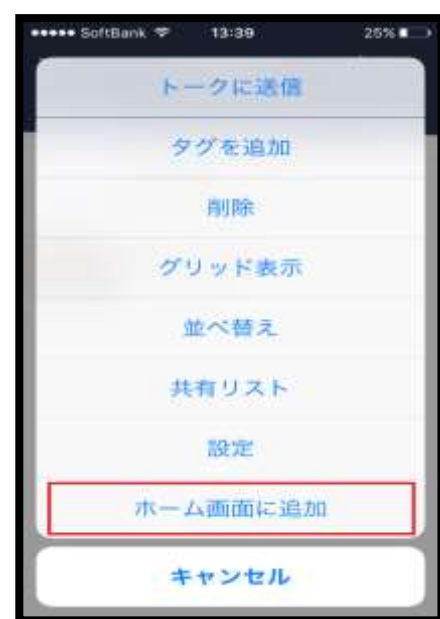 SoftBank 13:39 25%
トークに送信
タグを追加
削除
グリッド表示
並べ替え
共有リスト
設定
ホーム画面に追加
キャンセル